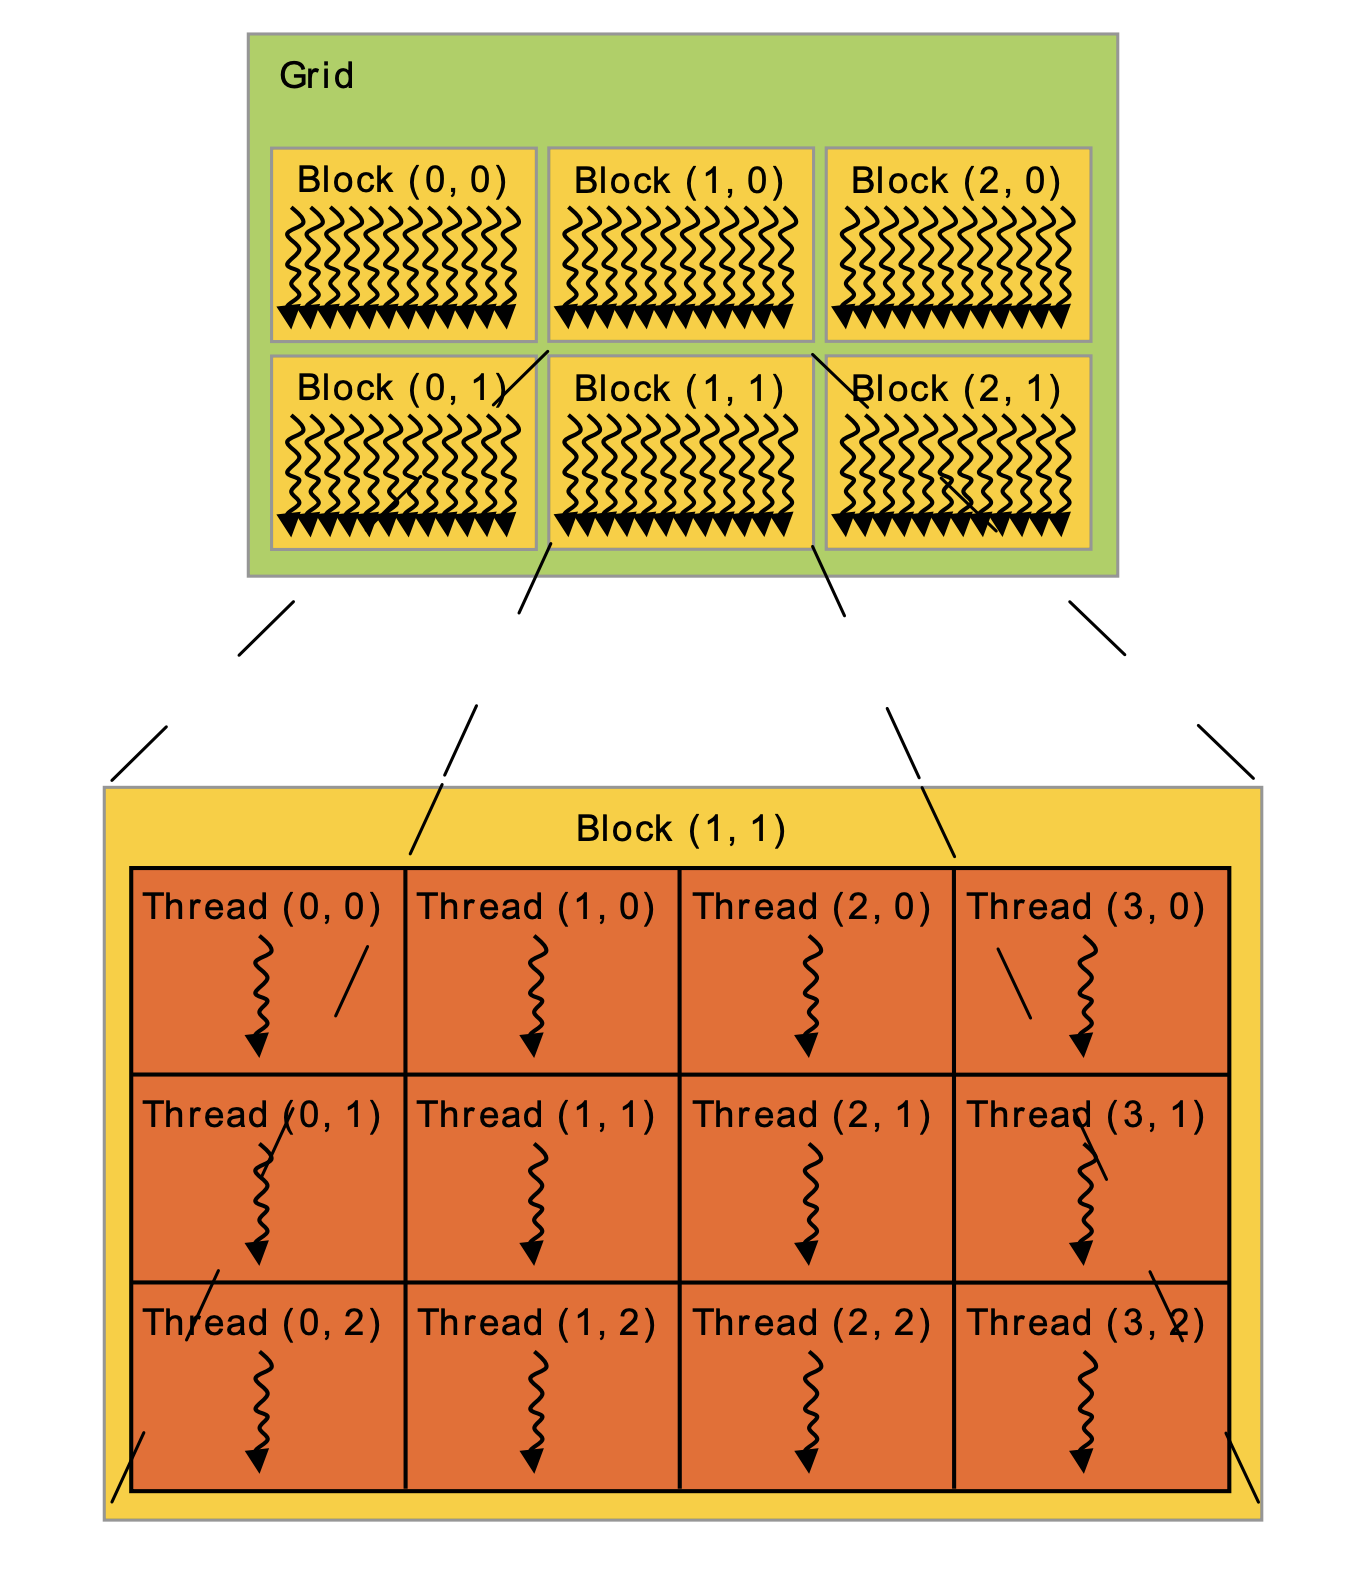 Grid
Block (0, 0) Block (1, 0) Block (2, 0)
Block (0, 1) Block (1, 1) Block (2, 1)
Block (1, 1)
Thread (0, 0) Thread (1, 0) Thread (2, 0) Thread (3, 0)
Thread (0, 1) Thread (1, 1) Thread (2, 1) Thread (3, 1)
Thread (0, 2) Thread (1, 2) Thread (2, 2) Thread (3, 2)